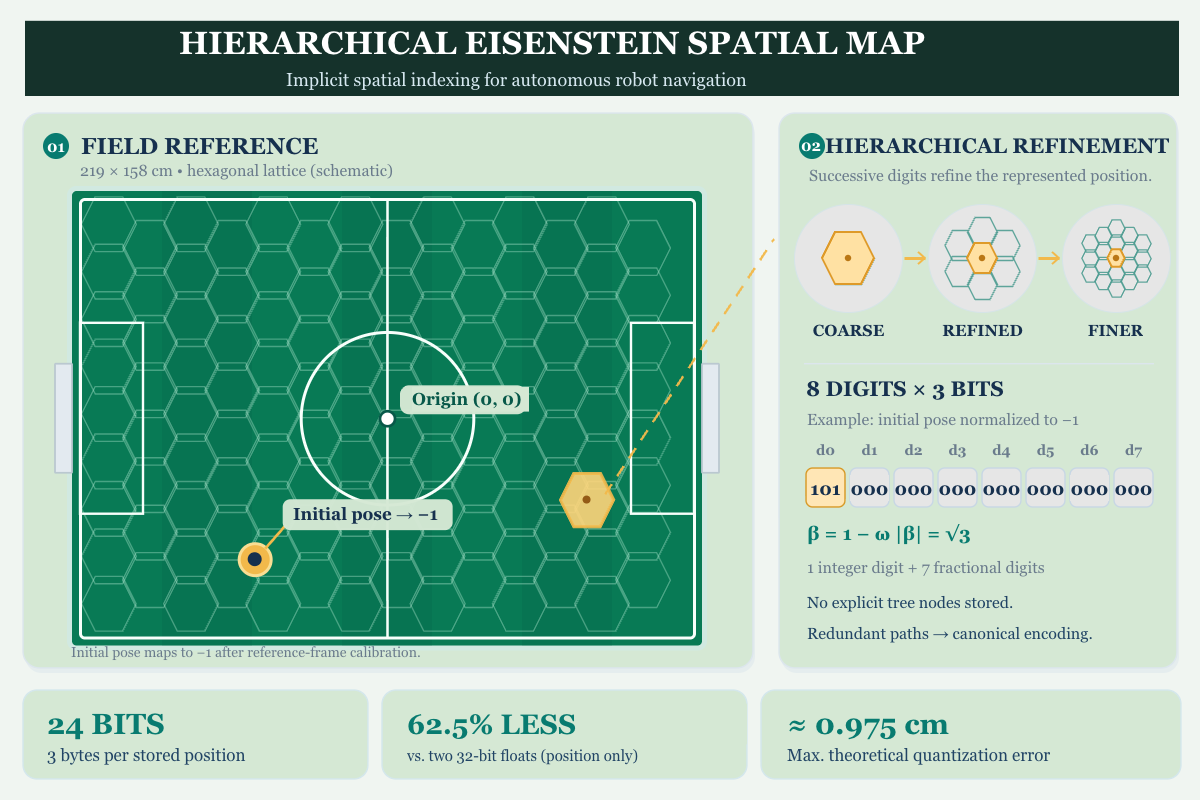 HIERARCHICAL EISENSTEIN SPATIAL MAP
Implicit spatial indexing for autonomous robot navigation
01 FIELD REFERENCE
219 × 158 cm • hexagonal lattice (schematic)
Origin (0, 0)
Initial pose → −1
Initial pose maps to −1 after reference-frame calibration.
02 HIERARCHICAL REFINEMENT
Successive digits refine the represented position.
COARSE REFINED FINER
8 DIGITS × 3 BITS
Example: initial pose normalized to −1
d0 d1 d2 d3 d4 d5 d6 d7
101 000 000 000 000 000 000 000
β = 1 − ω |β| = √3
1 integer digit + 7 fractional digits
No explicit tree nodes stored.
Redundant paths → canonical encoding.
24 BITS
3 bytes per stored position
62.5% LESS
vs. two 32-bit floats (position only)
≈ 0.975 cm
Max. theoretical quantization error